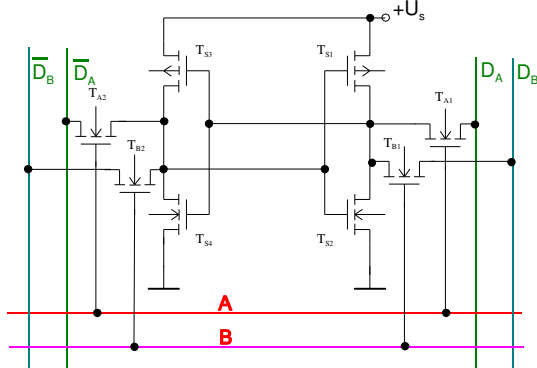 +U_s
D̅_B D̅_A T_S3 T_S1 D_A D_B
T_A2 T_A1
T_B2 T_B1
T_S4 T_S2
A
B